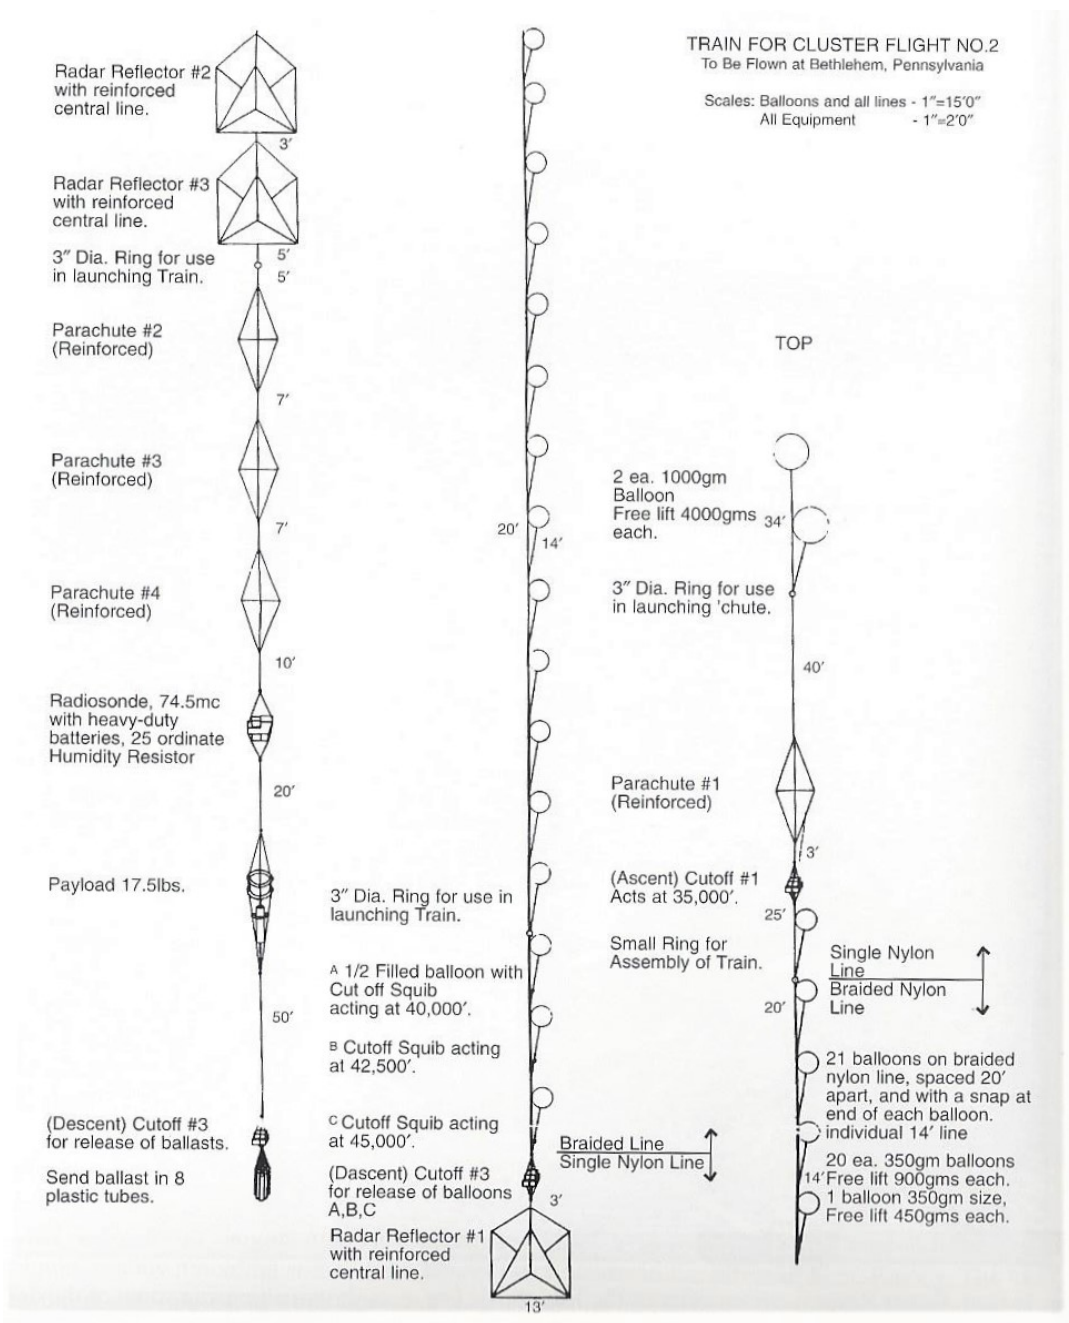 TRAIN FOR CLUSTER FLIGHT NO.2
To Be Flown at Bethlehem, Pennsylvania
Scales: Balloons and all lines - 1"=15'0"
All Equipment - 1"=2'0"
Radar Reflector #2
with reinforced
central line.
3'
Radar Reflector #3
with reinforced
central line.
5'
3" Dia. Ring for use
in launching Train.
5'
Parachute #2
(Reinforced)
7'
Parachute #3
(Reinforced)
7'
Parachute #4
(Reinforced)
10'
Radiosonde, 74.5mc
with heavy-duty
batteries, 25 ordinate
Humidity Resistor
20'
Payload 17.5lbs.
50'
(Descent) Cutoff #3
for release of ballasts.
Send ballast in 8
plastic tubes.
20'
14'
3" Dia. Ring for use in
launching Train.
A 1/2 Filled balloon with
Cut off Squib
acting at 40,000'.
B Cutoff Squib acting
at 42,500'.
C Cutoff Squib acting
at 45,000'.
Braided Line
Single Nylon Line
(Dascent) Cutoff #3
for release of balloons
A,B,C
3'
Radar Reflector #1
with reinforced
central line.
13'
TOP
2 ea. 1000gm
Balloon
Free lift 4000gms
each.
34'
3" Dia. Ring for use
in launching 'chute.
40'
Parachute #1
(Reinforced)
3'
(Ascent) Cutoff #1
Acts at 35,000'.
25'
Small Ring for
Assembly of Train.
Single Nylon
Line
Braided Nylon
Line
20'
21 balloons on braided
nylon line, spaced 20'
apart, and with a snap at
end of each balloon.
individual 14' line
20 ea. 350gm balloons
14' Free lift 900gms each.
1 balloon 350gm size,
Free lift 450gms each.